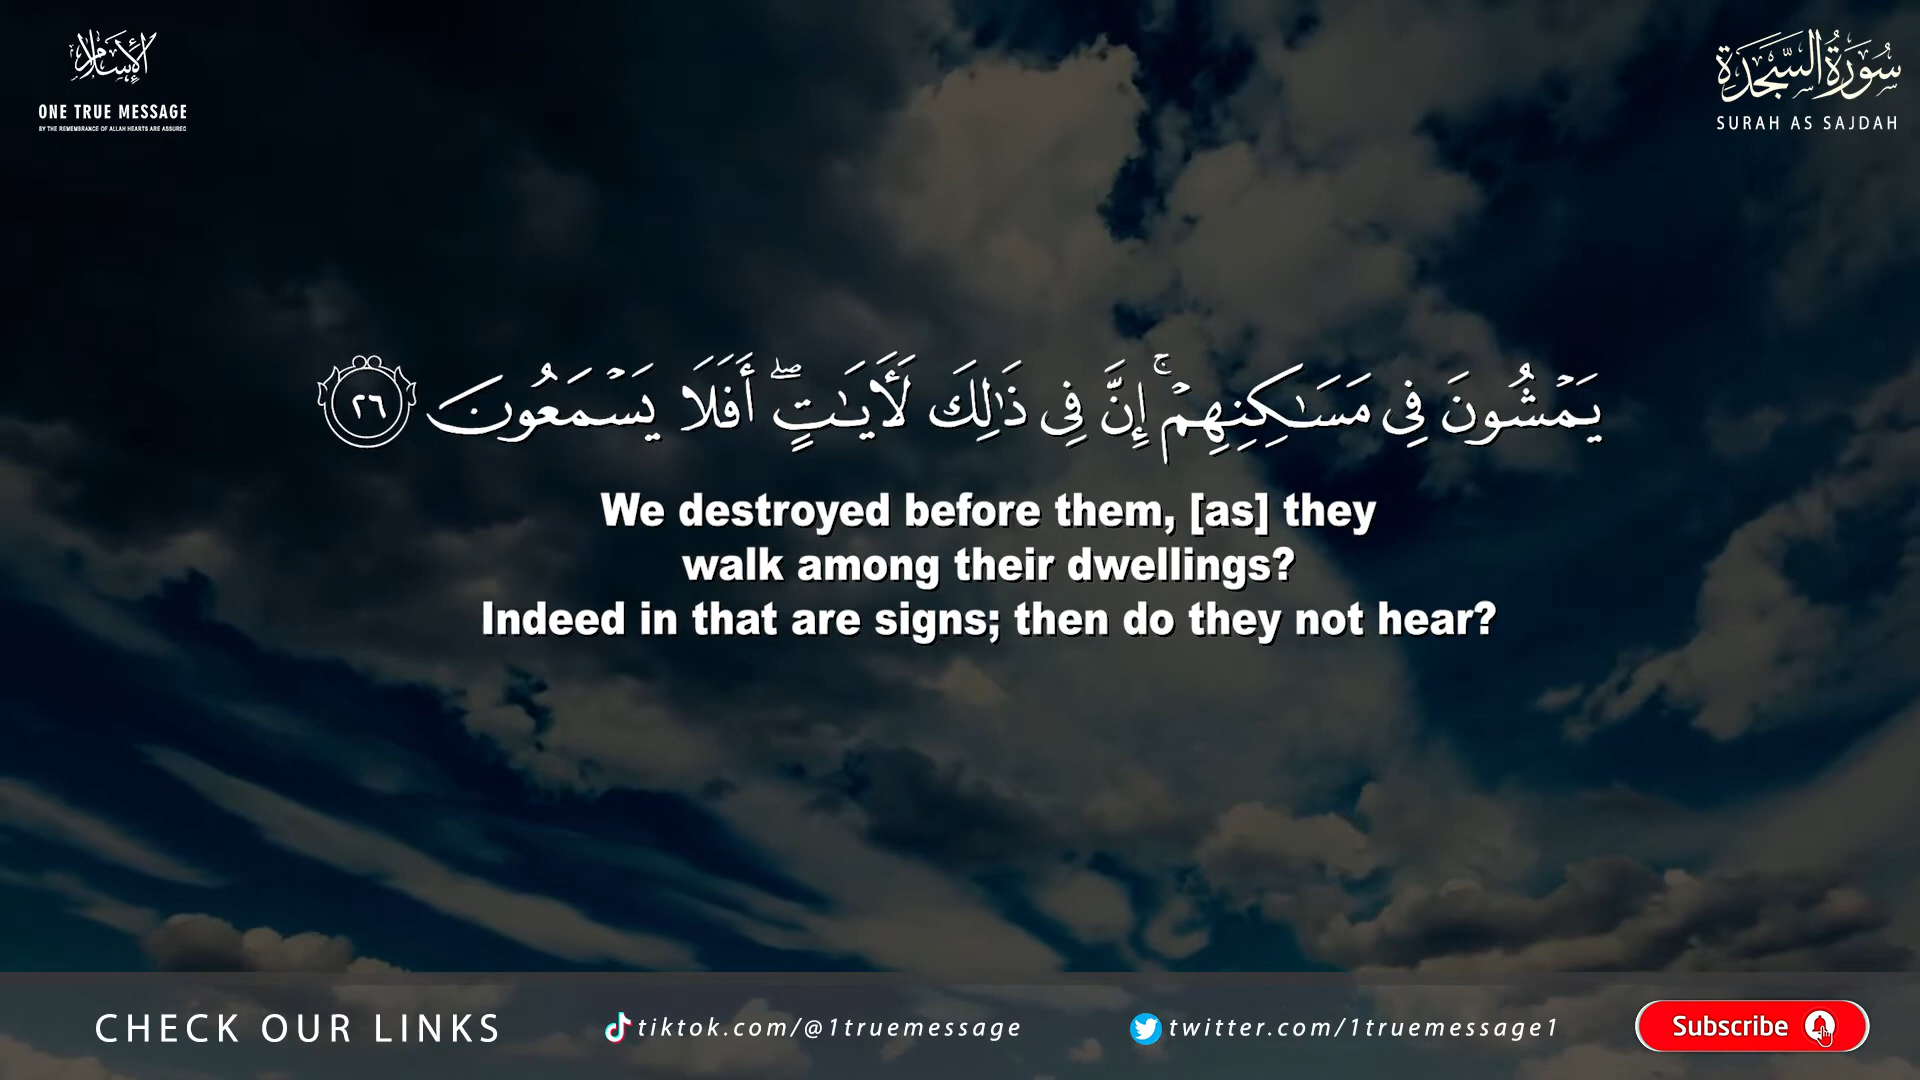 الإسلام
ONE TRUE MESSAGE
BY THE REMEMBRANCE OF ALLAH HEARTS ARE ASSURED
سُورَةُ السَّجْدَة
SURAH AS SAJDAH
يَمۡشُونَ فِى مَسَـٰكِنِهِمۡۚ إِنَّ فِى ذَٰلِكَ لَأَيَـٰتٍۖ أَفَلَا يَسۡمَعُونَ ٢٦
We destroyed before them, [as] they
walk among their dwellings?
Indeed in that are signs; then do they not hear?
CHECK OUR LINKS
tiktok.com/@1truemessage
twitter.com/1truemessage1
Subscribe